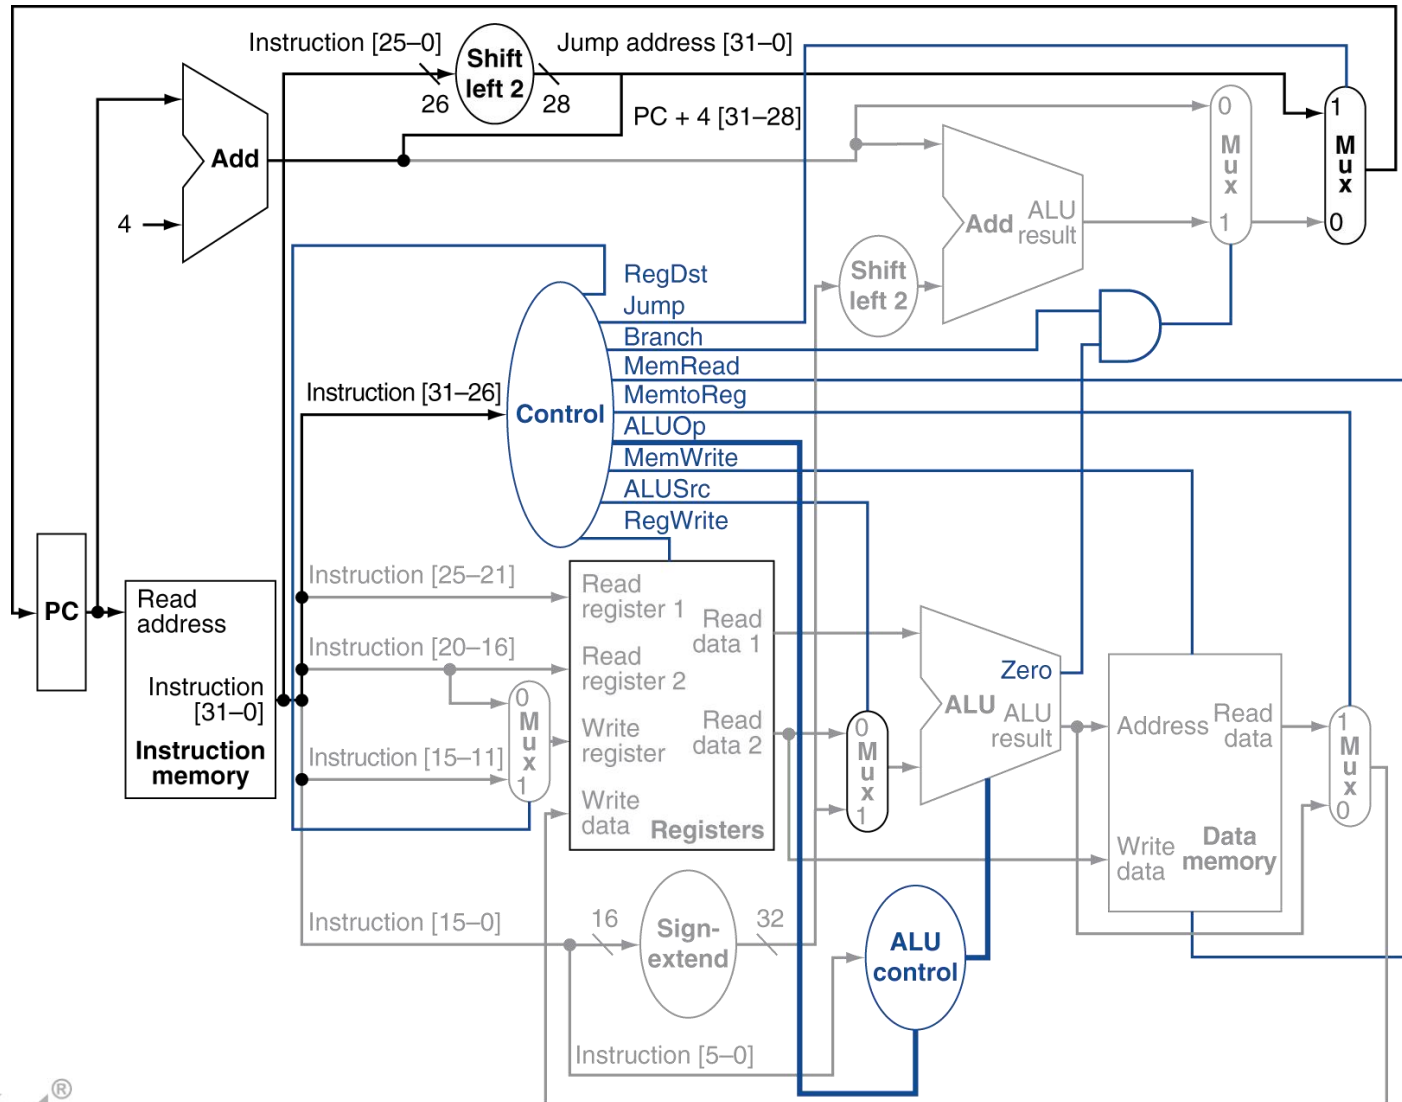 Instruction [25–0]
Shift
left 2
Jump address [31–0]
26
28
PC + 4 [31–28]
Add
4
0
M
u
x
1
1
M
u
x
0
Add
ALU
result
Shift
left 2
RegDst
Jump
Branch
MemRead
MemtoReg
ALUOp
MemWrite
ALUSrc
RegWrite
Instruction [31–26]
Control
PC
Read
address
Instruction
[31–0]
Instruction
memory
Instruction [25–21]
Instruction [20–16]
Instruction [15–11]
0
M
u
x
1
Read
register 1
Read
register 2
Write
register
Write
data
Read
data 1
Read
data 2
Registers
0
M
u
x
1
Zero
ALU
ALU
result
Address
Read
data
Write
data
Data
memory
1
M
u
x
0
Instruction [15–0]
16
Sign-
extend
32
ALU
control
Instruction [5–0]
®